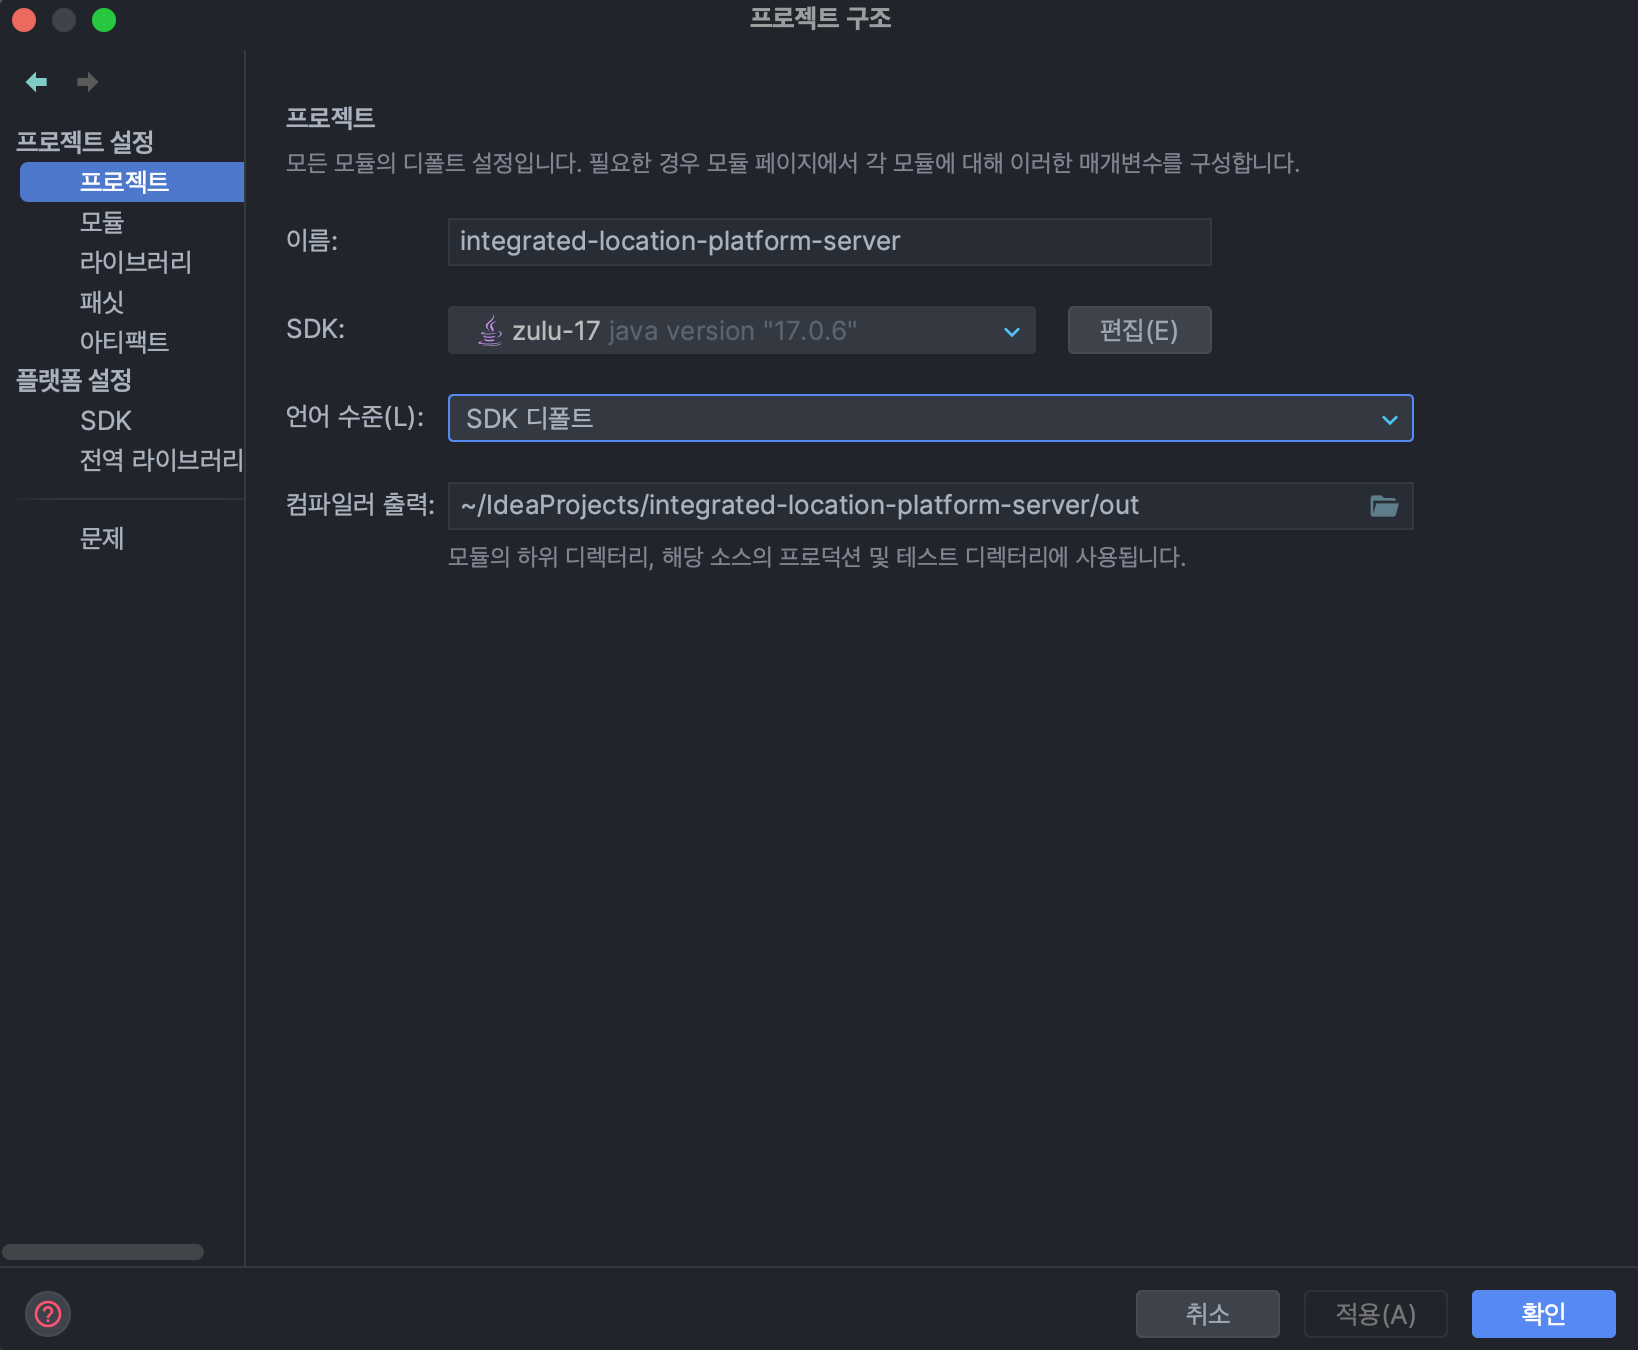 프로젝트 구조
프로젝트 설정
프로젝트
모듈
라이브러리
패싯
아티팩트
플랫폼 설정
SDK
전역 라이브러리
문제
프로젝트
모든 모듈의 디폴트 설정입니다. 필요한 경우 모듈 페이지에서 각 모듈에 대해 이러한 매개변수를 구성합니다.
이름: integrated-location-platform-server
SDK: zulu-17 java version "17.0.6" 편집(E)
언어 수준(L): SDK 디폴트
컴파일러 출력: ~/IdeaProjects/integrated-location-platform-server/out
모듈의 하위 디렉터리, 해당 소스의 프로덕션 및 테스트 디렉터리에 사용됩니다.
? 취소 적용(A) 확인